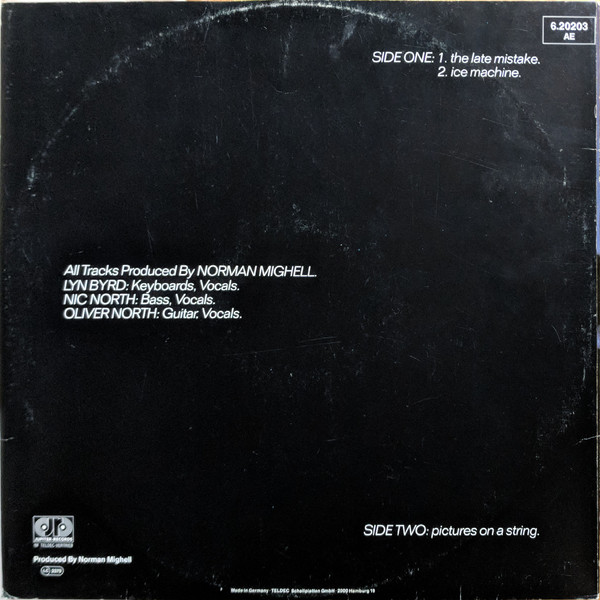 6.20203
AE
SIDE ONE: 1. the late mistake.
2. ice machine.
All Tracks Produced By NORMAN MIGHELL.
LYN BYRD: Keyboards, Vocals.
NIC NORTH: Bass, Vocals.
OLIVER NORTH: Guitar. Vocals.
SIDE TWO: pictures on a string.
JUPITER RECORDS
Produced By Norman Mighell
Made in Germany TELDEC Schallplatten GmbH 2000 Hamburg 19